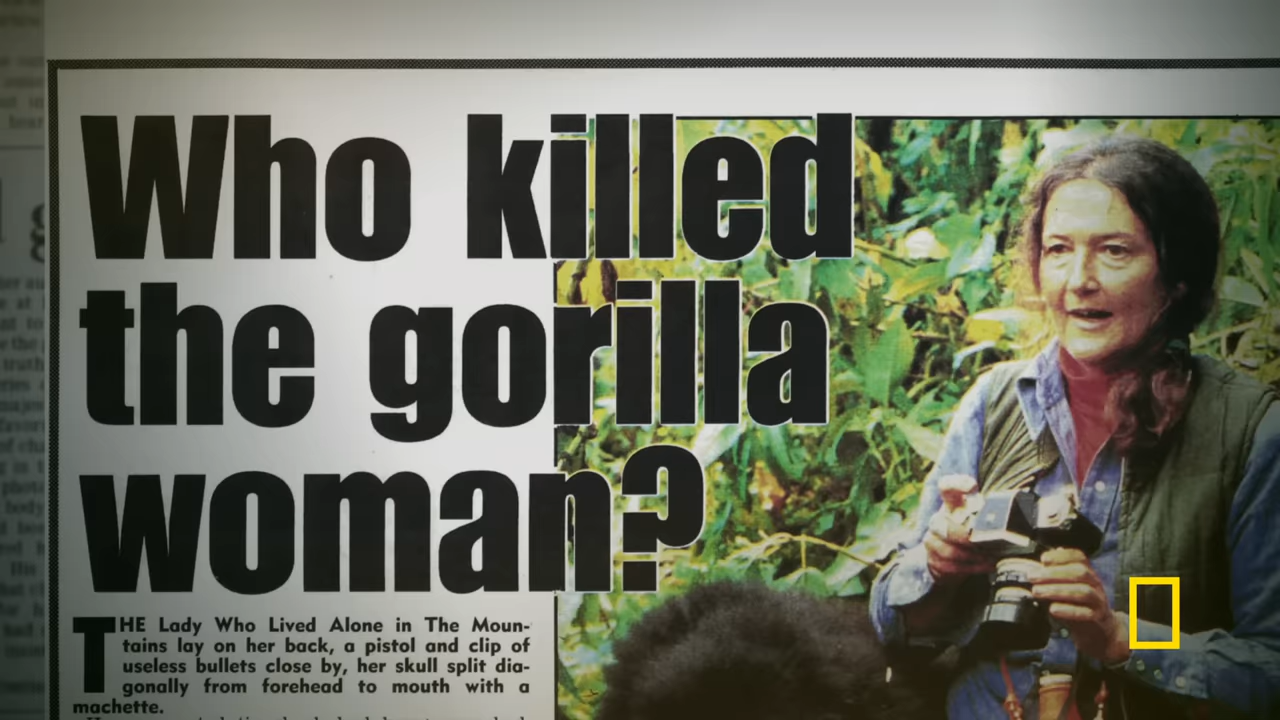 Who killed
the gorilla
woman?
THE Lady Who Lived Alone in The Moun-
tains lay on her back, a pistol and clip of
useless bullets close by, her skull split dia-
gonally from forehead to mouth with a
machette.